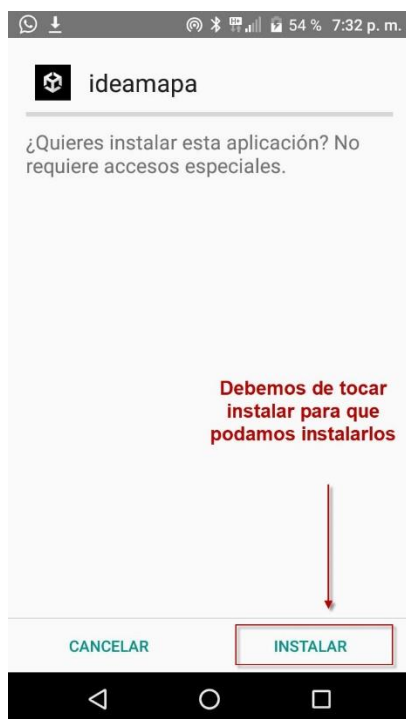 54 % 7:32 p. m.
ideamapa
¿Quieres instalar esta aplicación? No
requiere accesos especiales.
Debemos de tocar
instalar para que
podamos instalarlos
CANCELAR INSTALAR